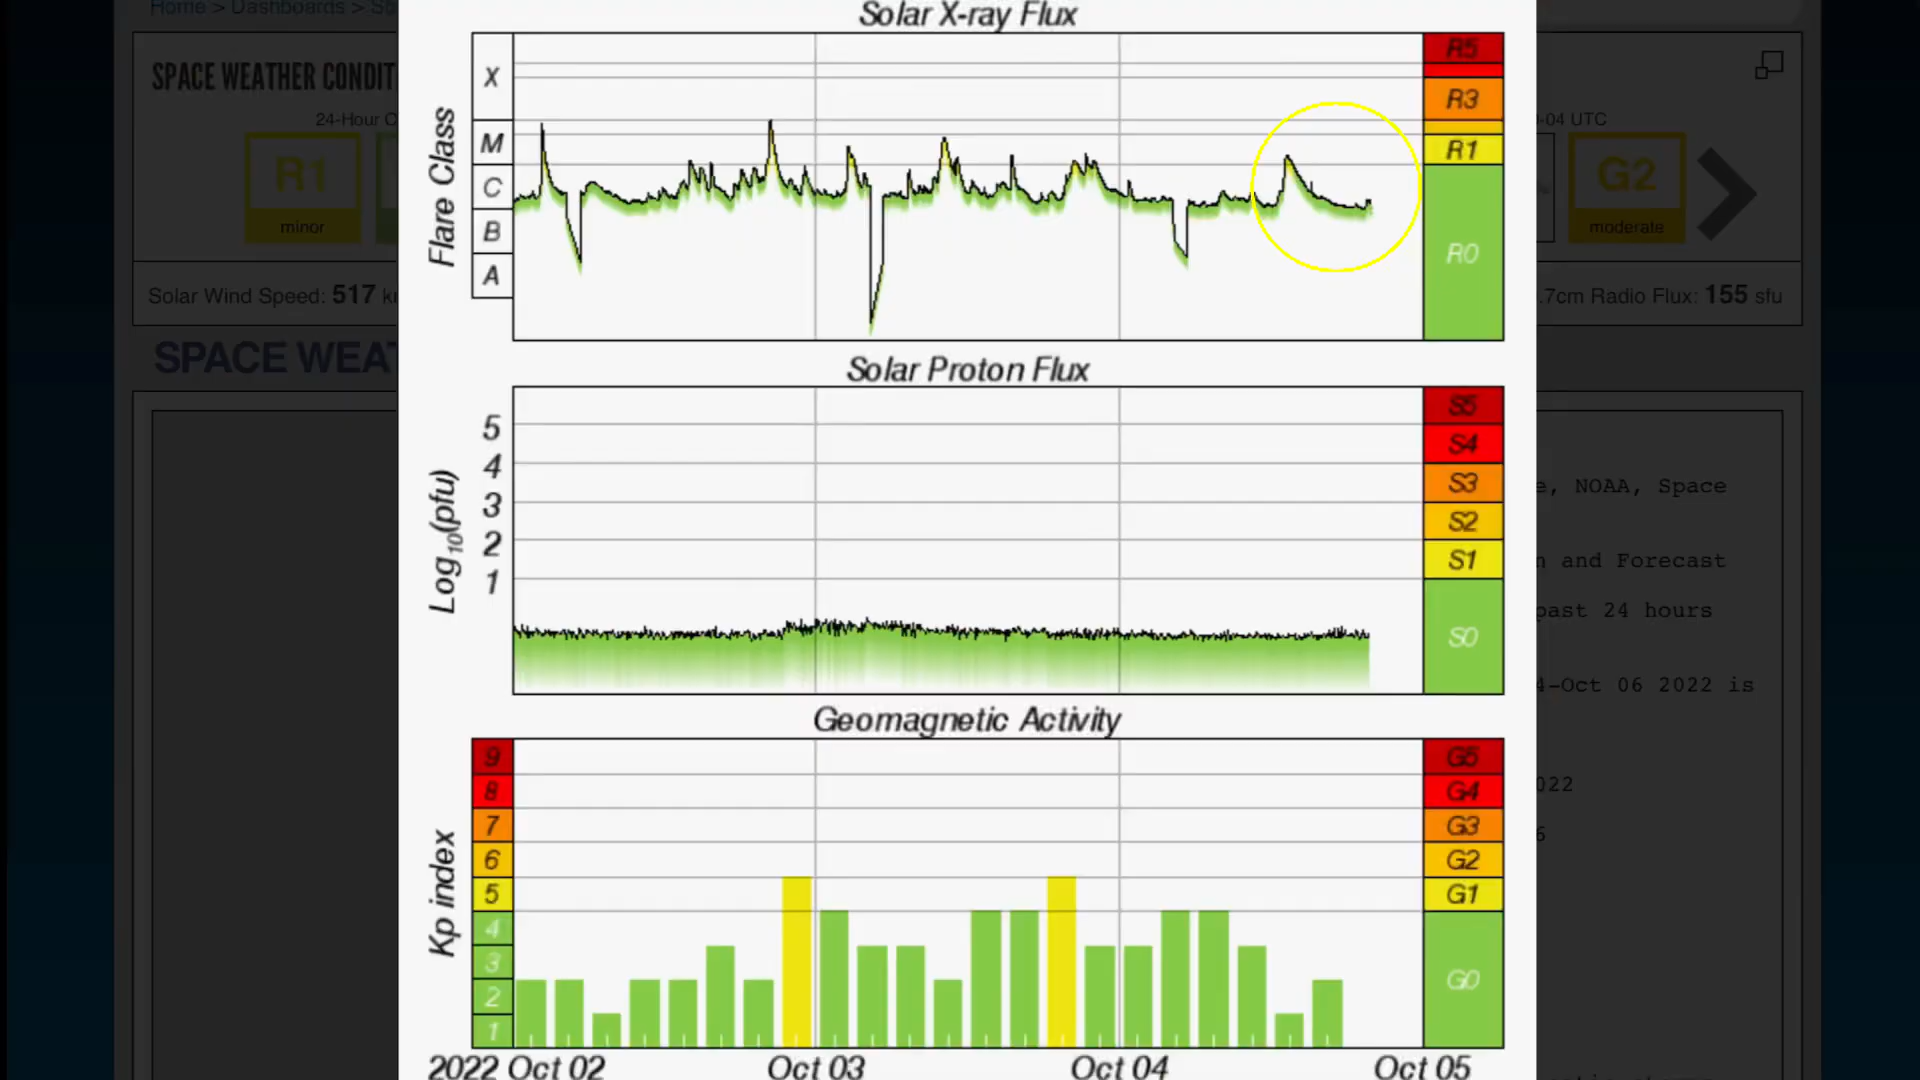 Home > Dashboards >
Solar X-ray Flux
SPACE WEATHER CONDIT
24-Hour
-04 UTC
R1
minor
G2
moderate
Solar Wind Speed: 517
.7cm Radio Flux: 155 sfu
SPACE WEAT
Flare Class
X
M
C
B
A
R5
R3
R1
R0
Solar Proton Flux
Log10(pfu)
5
4
3
2
1
S5
S4
S3
S2
S1
S0
e, NOAA, Space
n and Forecast
past 24 hours
4-Oct 06 2022 is
022
6
Geomagnetic Activity
Kp index
9
8
7
6
5
4
3
2
1
G5
G4
G3
G2
G1
G0
2022 Oct 02 Oct 03 Oct 04 Oct 05